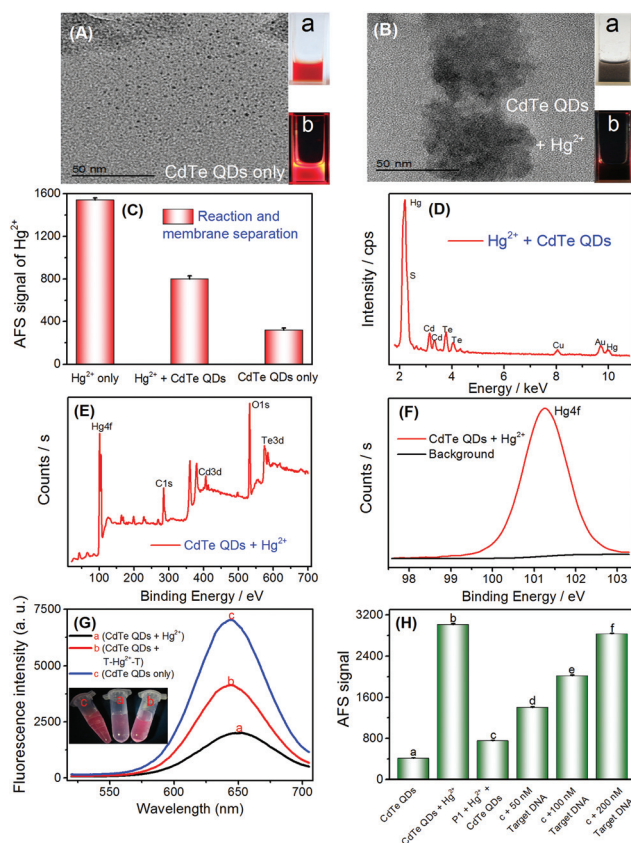 (A)
a
b
50 nm
CdTe QDs only
(B)
a
b
CdTe QDs
+ Hg²⁺
50 nm
(C)
Reaction and
membrane separation
AFS signal of Hg²⁺
1600
1200
800
400
0
Hg²⁺ only
Hg²⁺ + CdTe QDs
CdTe QDs only
(D)
Hg²⁺ + CdTe QDs
Intensity / cps
Hg
S
Cd
Cd
Te
Te
Cu
Au
Hg
2 4 6 8 10
Energy / keV
(E)
Counts / s
Hg4f
C1s
Cd3d
O1s
Te3d
CdTe QDs + Hg²⁺
100 200 300 400 500 600 700
Binding Energy / eV
(F)
Hg4f
CdTe QDs + Hg²⁺
Background
Counts / s
98 99 100 101 102 103
Binding Energy / eV
(G)
Fluorescence intensity (a. u.)
7500
5000
2500
0
a (CdTe QDs + Hg²⁺)
b (CdTe QDs +
T-Hg²⁺-T)
c (CdTe QDs only)
c
b
a
c a b
550 600 650 700
Wavelength (nm)
(H)
AFS signal
3200
2400
1600
800
0
a
b
c
d
e
f
CdTe QDs
CdTe QDs + Hg²⁺
P1 + Hg²⁺ +
CdTe QDs
c + 50 nM
Target DNA
c +100 nM
Target DNA
c + 200 nM
Target DNA